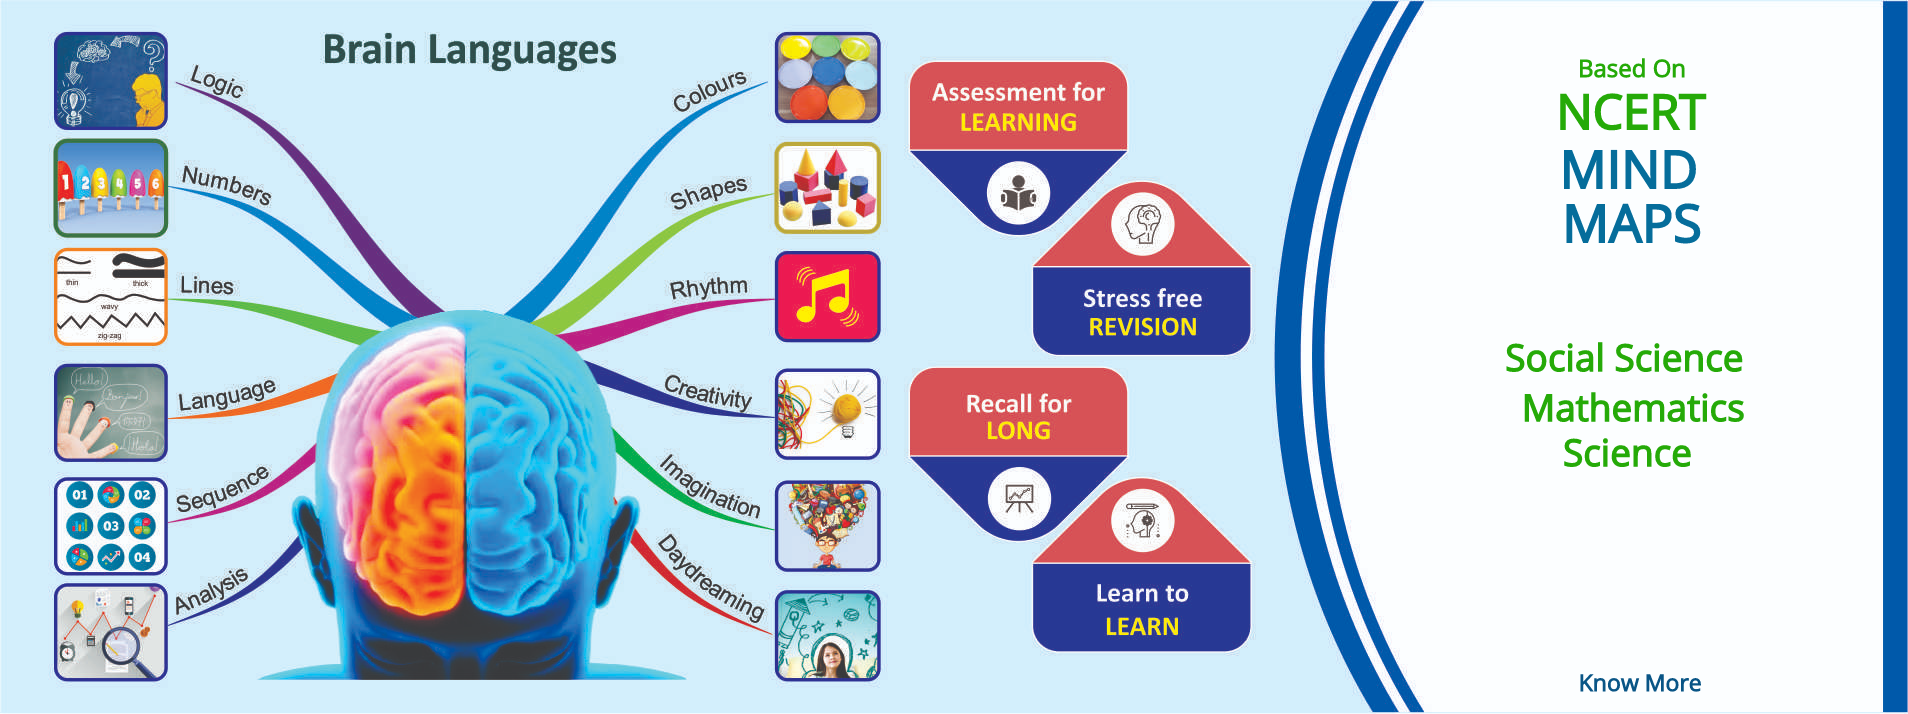 Brain Languages
Logic
Numbers
1 2 3 4 5 6
Lines
thin
thick
wavy
zig-zag
Language
Hello!
Bonjour!
¡Hola!
Sequence
01
02
03
04
Analysis
Colours
Shapes
Rhythm
Creativity
Imagination
Daydreaming
Assessment for
LEARNING
Stress free
REVISION
Recall for
LONG
Learn to
LEARN
Based On
NCERT
MIND
MAPS
Social Science
Mathematics
Science
Know More